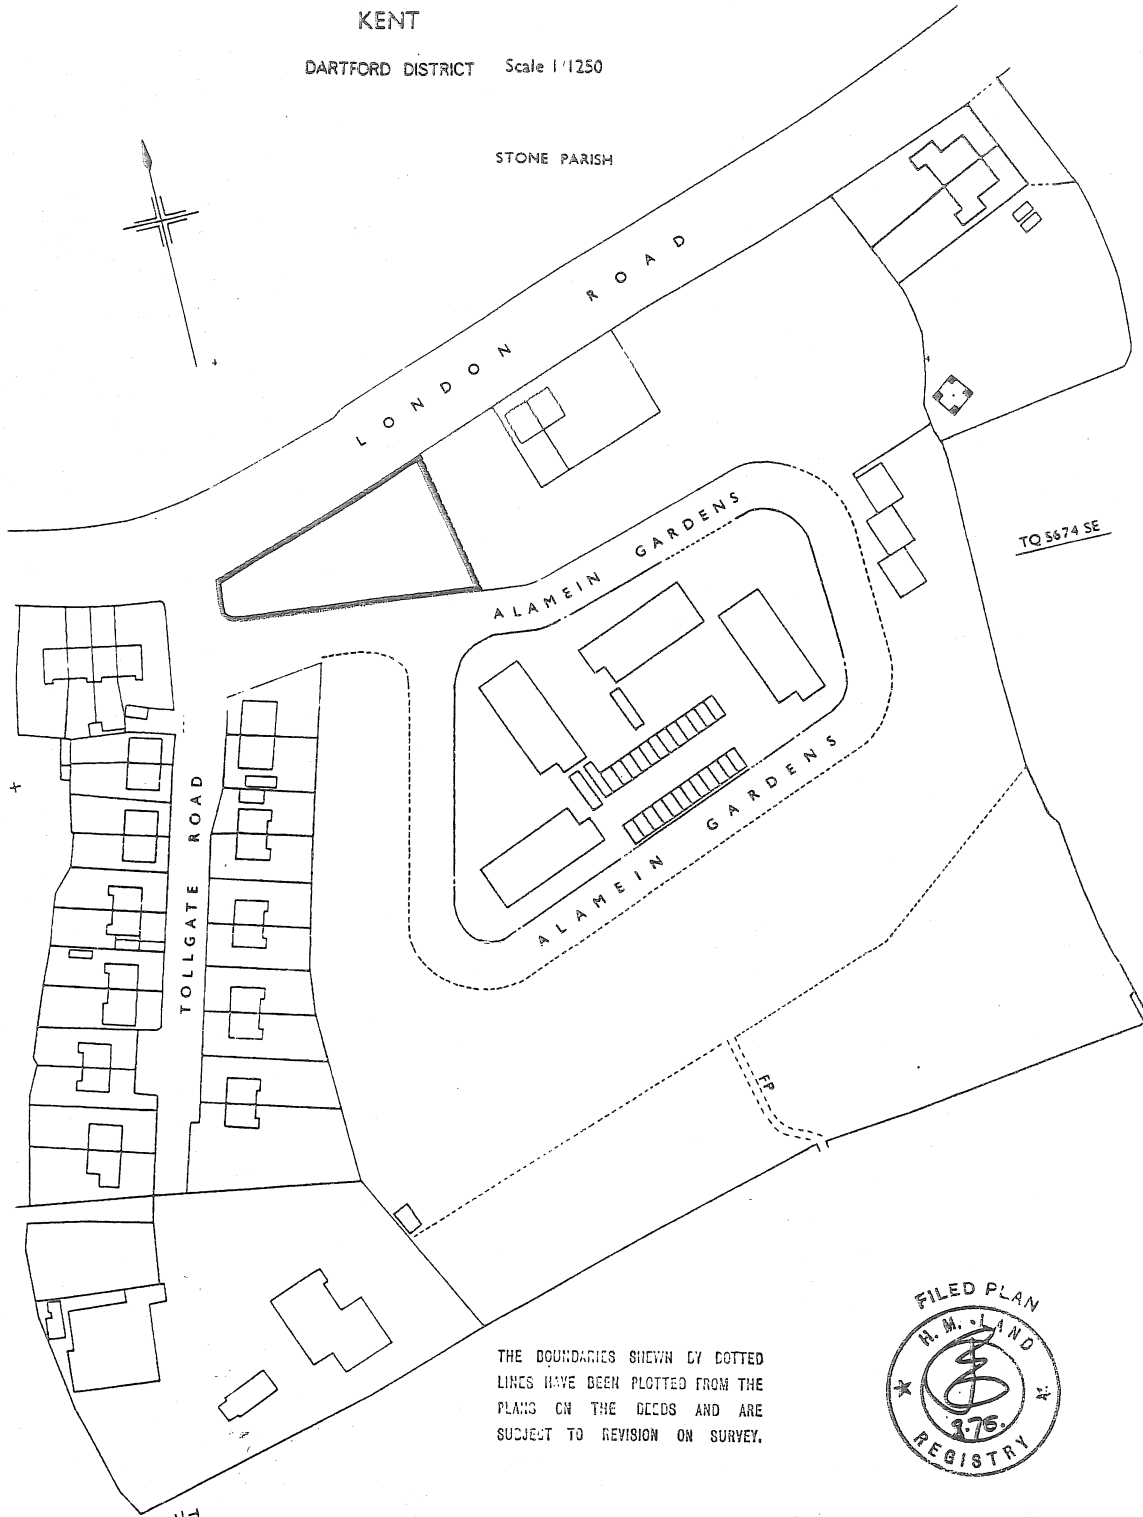 KENT
DARTFORD DISTRICT Scale 1/1250
STONE PARISH
LONDON ROAD
TQ 5674 SE
ALAMEIN GARDENS
ALAMEIN GARDENS
TOLLGATE ROAD
FP
THE BOUNDARIES SHEWN BY DOTTED
LINES HAVE BEEN PLOTTED FROM THE
PLANS ON THE DEEDS AND ARE
SUBJECT TO REVISION ON SURVEY.
FILED PLAN
H. M. LAND
9.75.
REGISTRY